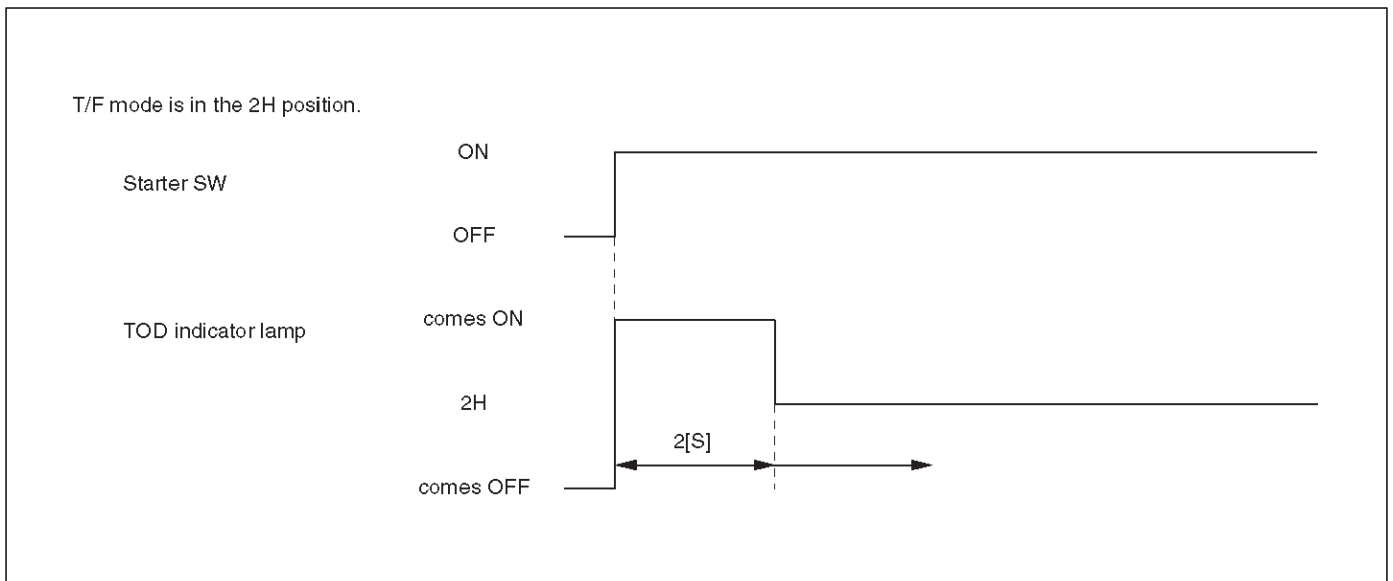 T/F mode is in the 2H position.
ON
Starter SW
OFF
comes ON
TOD indicator lamp
2H
2[S]
comes OFF